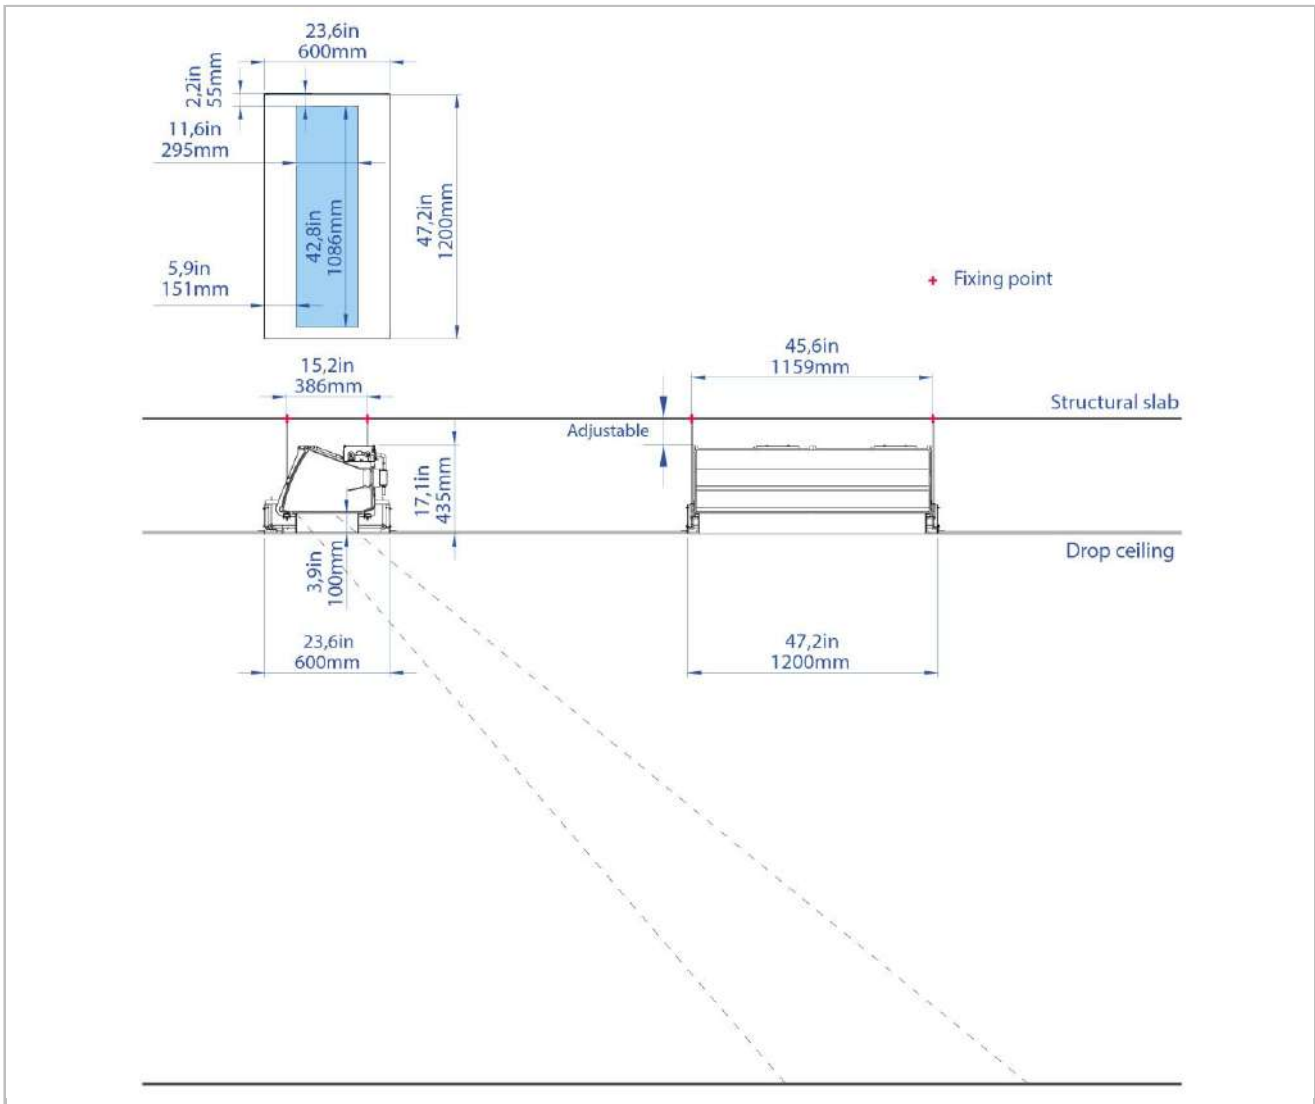 23,6in
600mm
2,2in
55mm
11,6in
295mm
42,8in
1086mm
47,2in
1200mm
5,9in
151mm
Fixing point
15,2in
386mm
45,6in
1159mm
Structural slab
Adjustable
17,1in
435mm
Drop ceiling
3,9in
100mm
23,6in
600mm
47,2in
1200mm